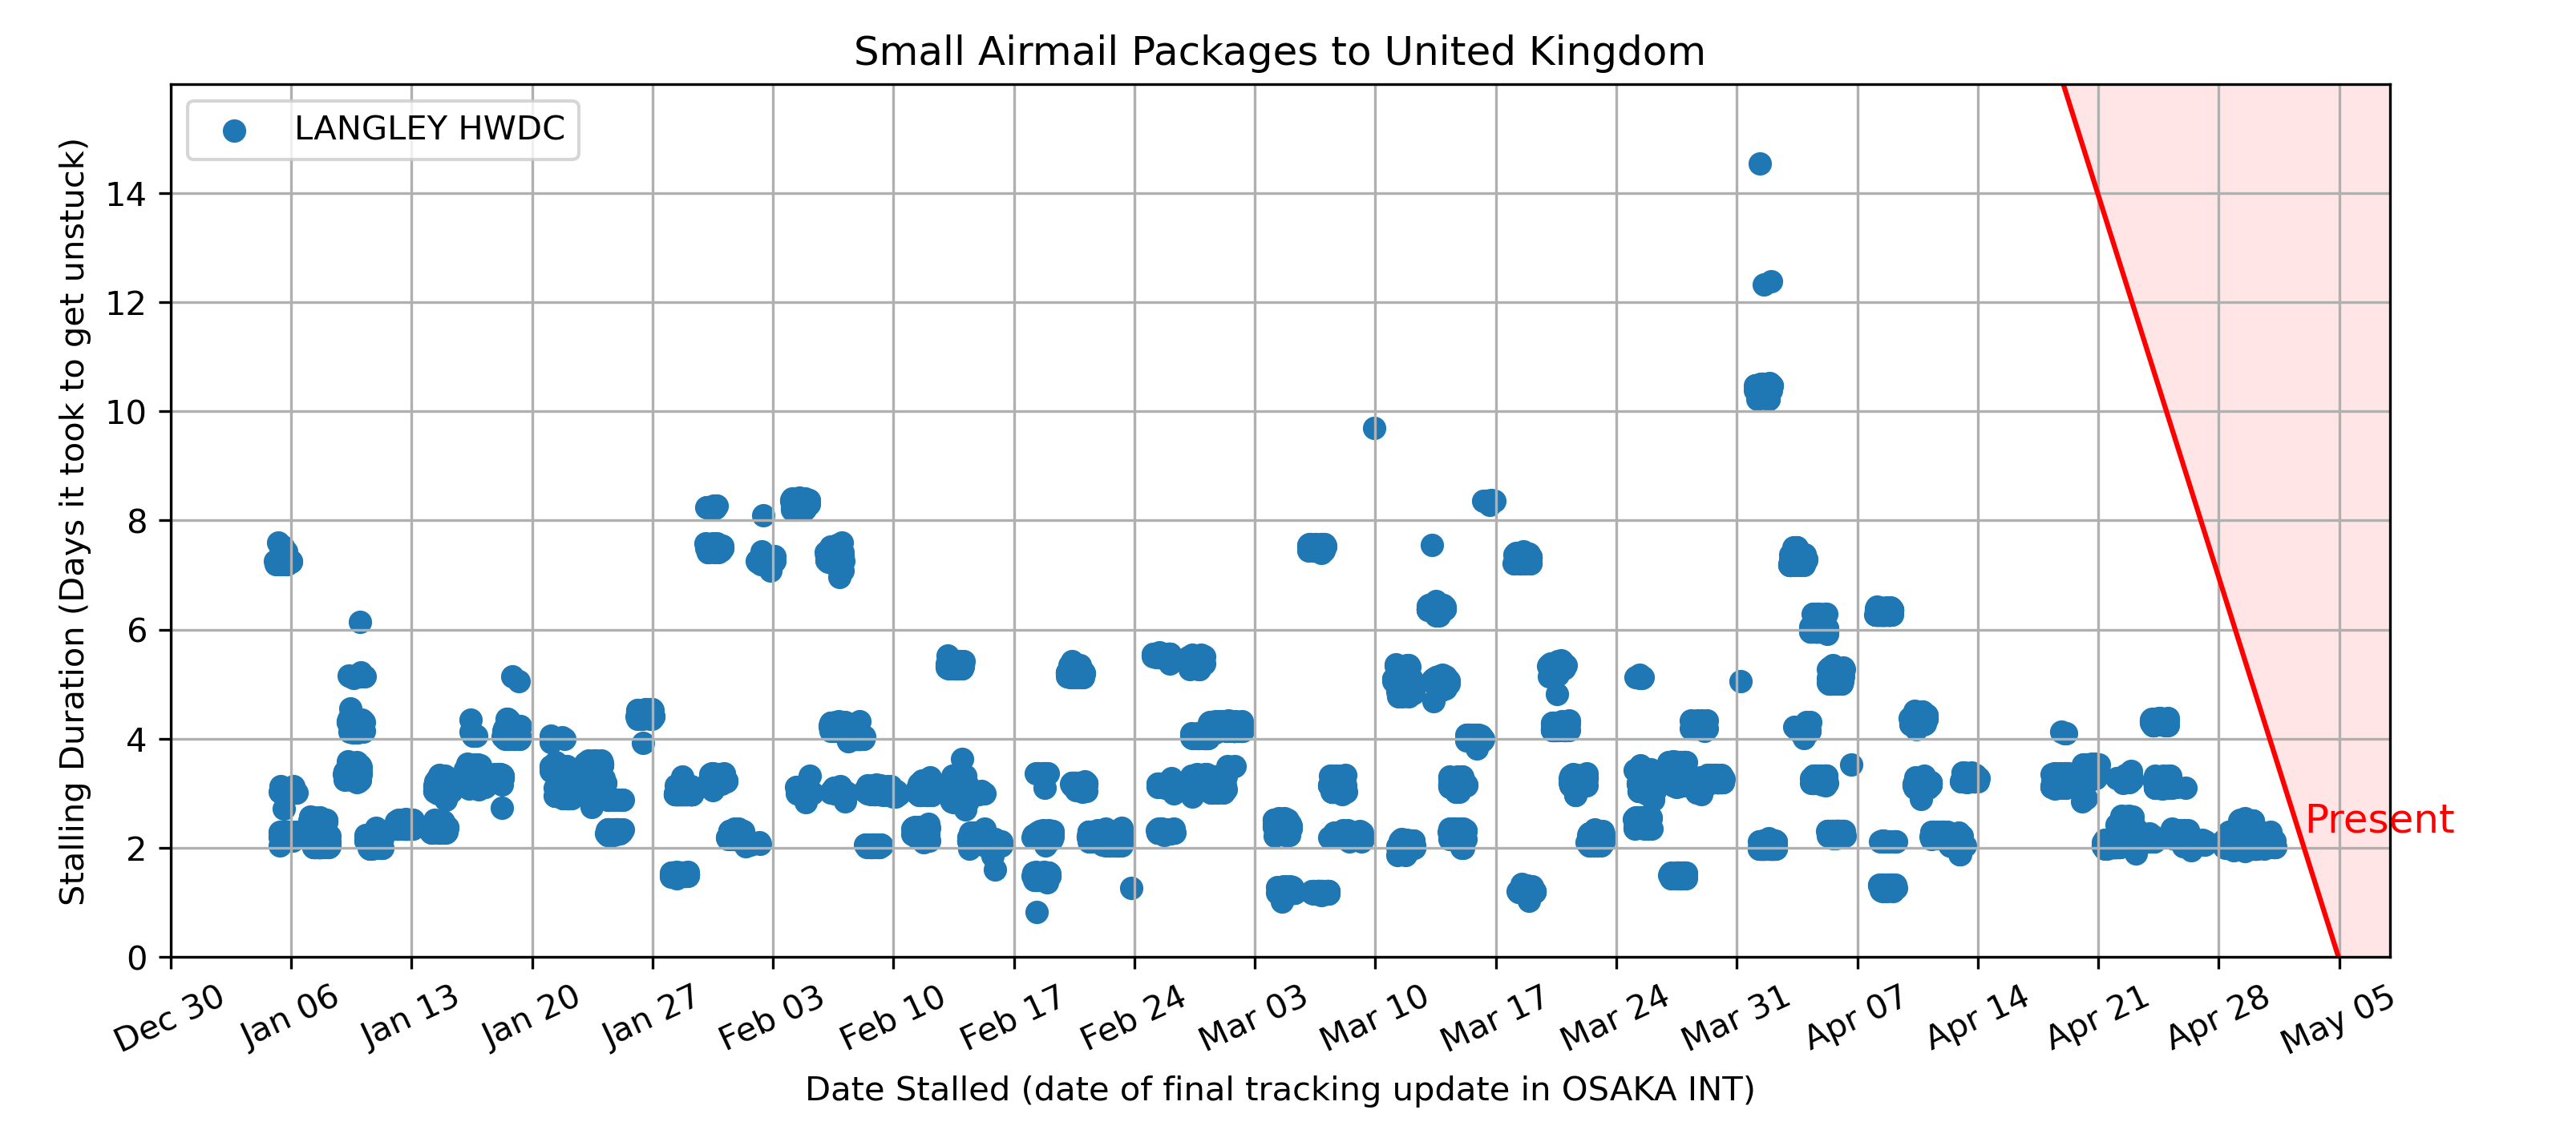 Small Airmail Packages to United Kingdom
LANGLEY HWDC
Stalling Duration (Days it took to get unstuck)
14
12
10
8
6
4
2
0
Present
Dec 30
Jan 06
Jan 13
Jan 20
Jan 27
Feb 03
Feb 10
Feb 17
Feb 24
Mar 03
Mar 10
Mar 17
Mar 24
Mar 31
Apr 07
Apr 14
Apr 21
Apr 28
May 05
Date Stalled (date of final tracking update in OSAKA INT)